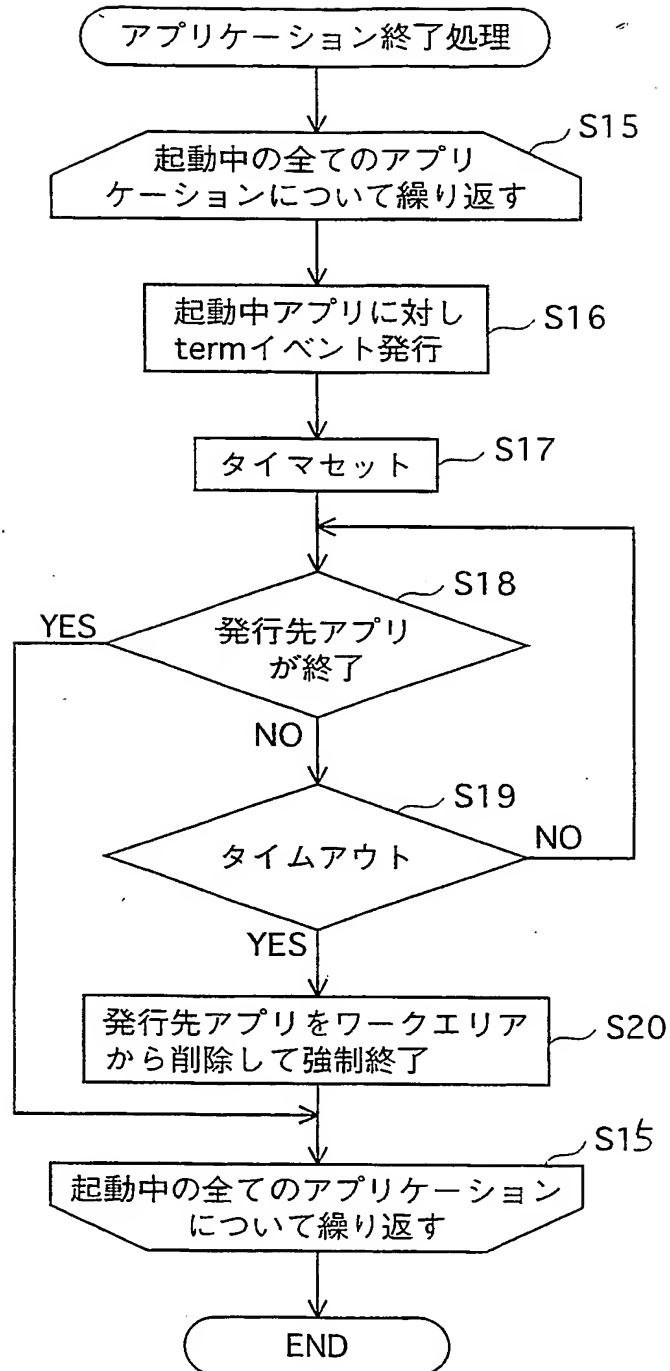 アプリケーション終了処理
S15
起動中の全てのアプリ
ケーションについて繰り返す
起動中アプリに対し
termイベント発行
S16
タイマセット
S17
S18
YES
発行先アプリ
が終了
NO
S19
タイムアウト
NO
YES
発行先アプリをワークエリア
から削除して強制終了
S20
S15
起動中の全てのアプリケーション
について繰り返す
END